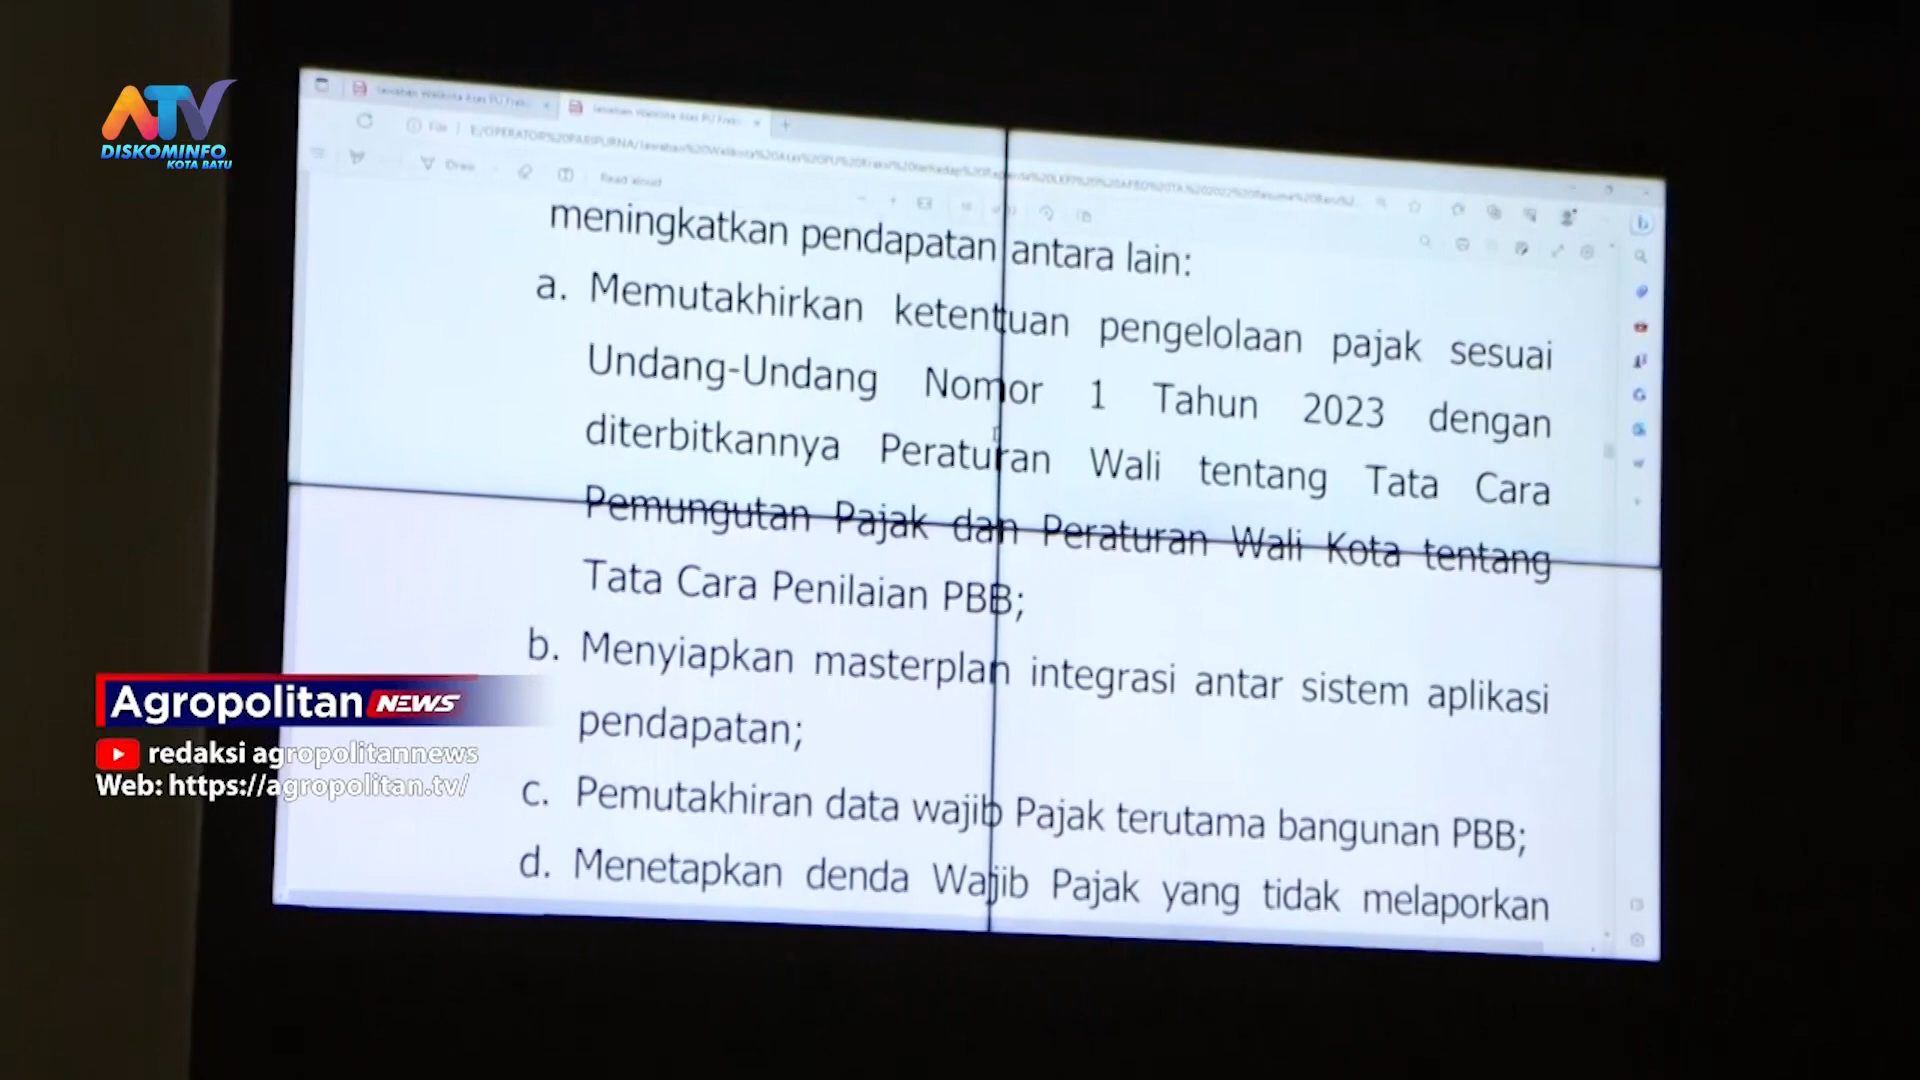 ATV
DISKOMINFO
KOTA BATU
Read aloud
Draw
meningkatkan pendapatan antara lain:
a. Memutakhirkan ketentuan pengelolaan pajak sesuai
Undang-Undang Nomor 1 Tahun 2023 dengan
diterbitkannya Peraturan Wali tentang Tata Cara
Pemungutan Pajak dan Peraturan Wali Kota tentang
Tata Cara Penilaian PBB;
b. Menyiapkan masterplan integrasi antar sistem aplikasi
pendapatan;
c. Pemutakhiran data wajib Pajak terutama bangunan PBB;
d. Menetapkan denda Wajib Pajak yang tidak melaporkan
Agropolitan NEWS
redaksi agropolitannews
Web: https://agropolitan.tv/